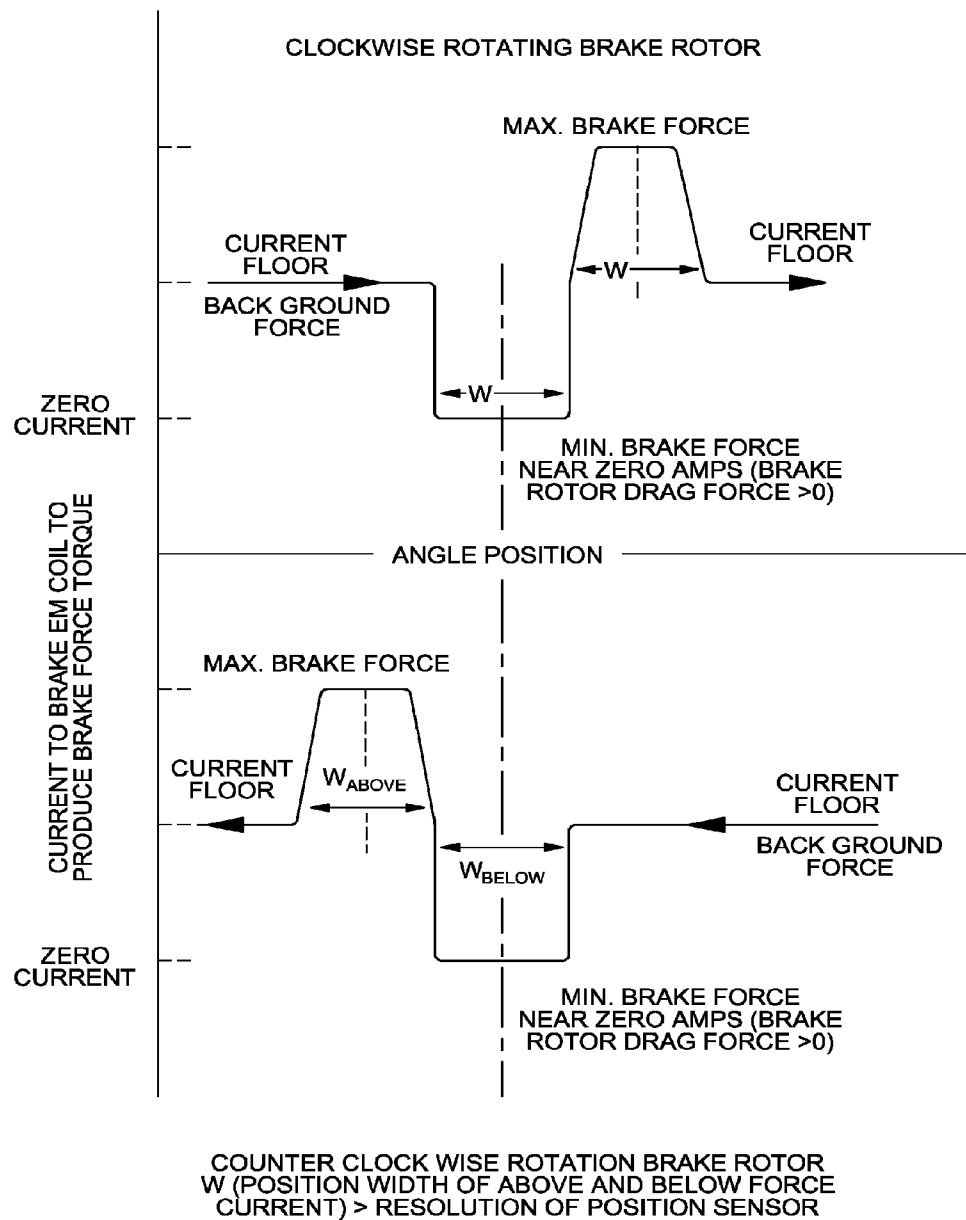 CLOCKWISE ROTATING BRAKE ROTOR
MAX. BRAKE FORCE
CURRENT
FLOOR
CURRENT
FLOOR
W
BACK GROUND
FORCE
W
ZERO
CURRENT
MIN. BRAKE FORCE
NEAR ZERO AMPS (BRAKE
ROTOR DRAG FORCE >0)
ANGLE POSITION
CURRENT TO BRAKE EM COIL TO
PRODUCE BRAKE FORCE TORQUE
MAX. BRAKE FORCE
CURRENT
FLOOR
WABOVE
CURRENT
FLOOR
BACK GROUND
FORCE
WBELOW
ZERO
CURRENT
MIN. BRAKE FORCE
NEAR ZERO AMPS (BRAKE
ROTOR DRAG FORCE >0)
COUNTER CLOCK WISE ROTATION BRAKE ROTOR
W (POSITION WIDTH OF ABOVE AND BELOW FORCE
CURRENT) > RESOLUTION OF POSITION SENSOR